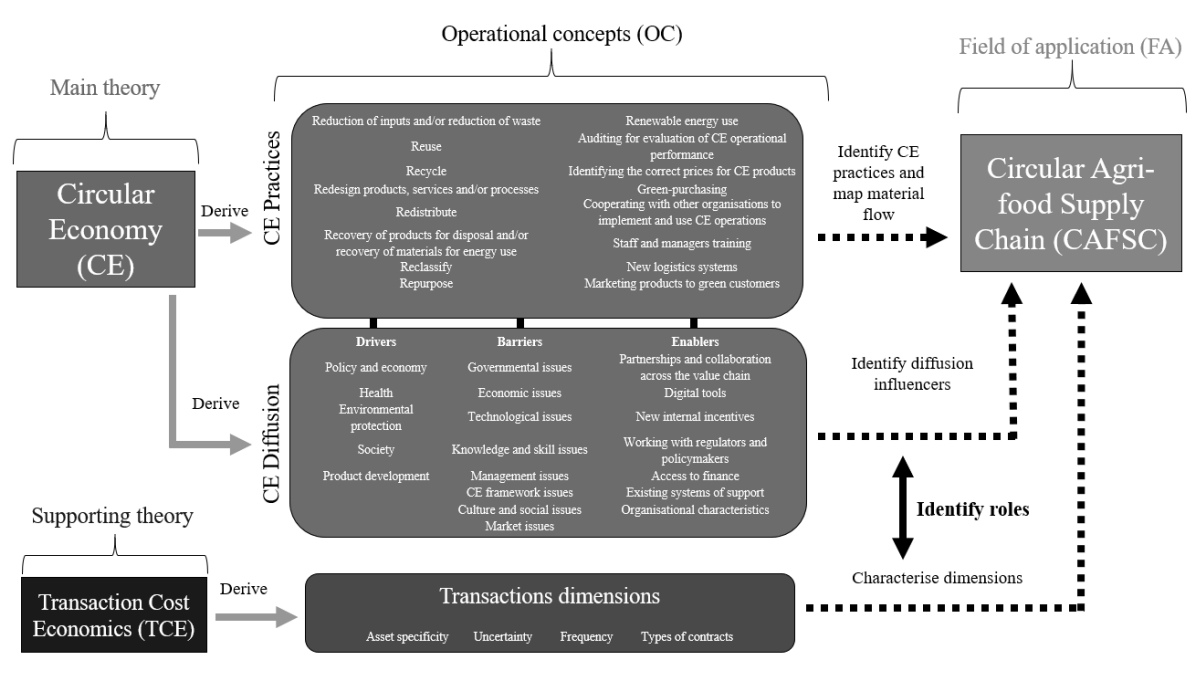 Operational concepts (OC)
Field of application (FA)
Main theory
Circular
Economy
(CE)
Derive
Derive
CE Practices
Reduction of inputs and/or reduction of waste
Reuse
Recycle
Redesign products, services and/or processes
Redistribute
Recovery of products for disposal and/or
recovery of materials for energy use
Reclassify
Repurpose
Renewable energy use
Auditing for evaluation of CE operational
performance
Identifying the correct prices for CE products
Green-purchasing
Cooperating with other organisations to
implement and use CE operations
Staff and managers training
New logistics systems
Marketing products to green customers
Identify CE
practices and
map material
flow
Circular Agri-
food Supply
Chain (CAFSC)
CE Diffusion
Drivers
Policy and economy
Health
Environmental
protection
Society
Product development
Barriers
Governmental issues
Economic issues
Technological issues
Knowledge and skill issues
Management issues
CE framework issues
Culture and social issues
Market issues
Enablers
Partnerships and collaboration
across the value chain
Digital tools
New internal incentives
Working with regulators and
policymakers
Access to finance
Existing systems of support
Organisational characteristics
Identify diffusion
influencers
Identify roles
Characterise dimensions
Supporting theory
Transaction Cost
Economics (TCE)
Derive
Transactions dimensions
Asset specificity
Uncertainty
Frequency
Types of contracts